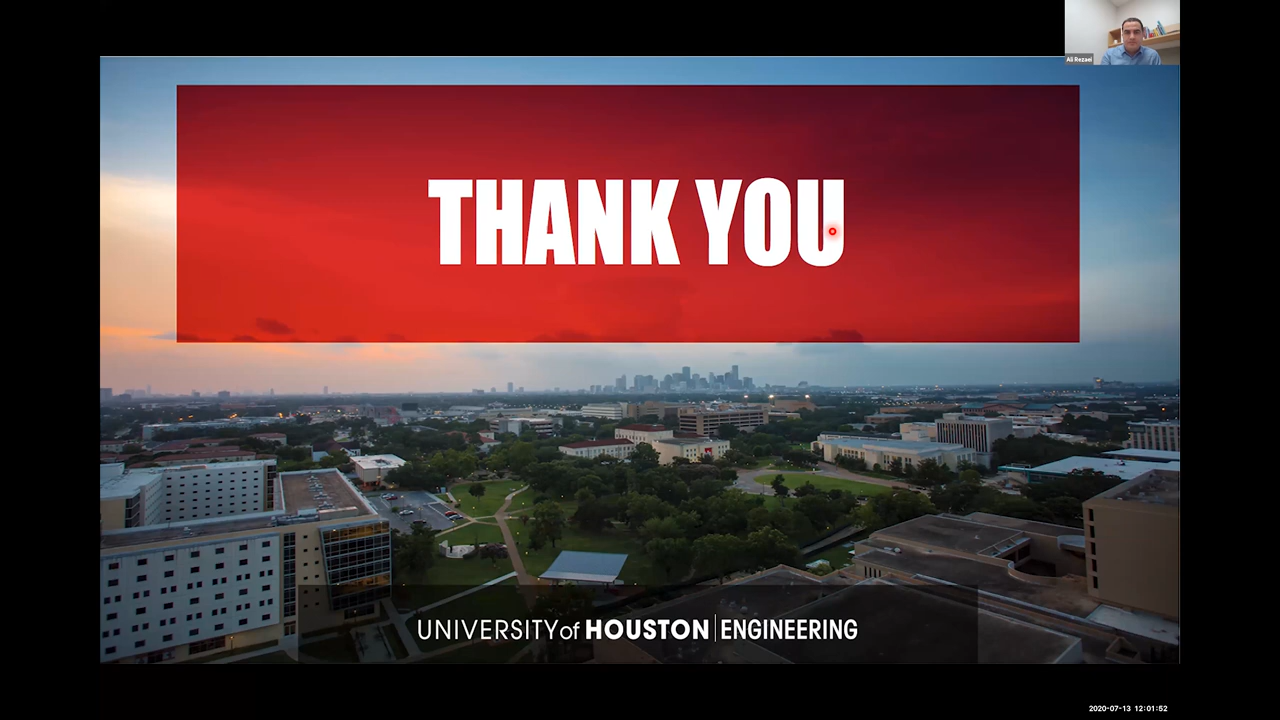 Ali Rezaei
THANK YOU
UNIVERSITY of HOUSTON | ENGINEERING
2020-07-13 12:01:52